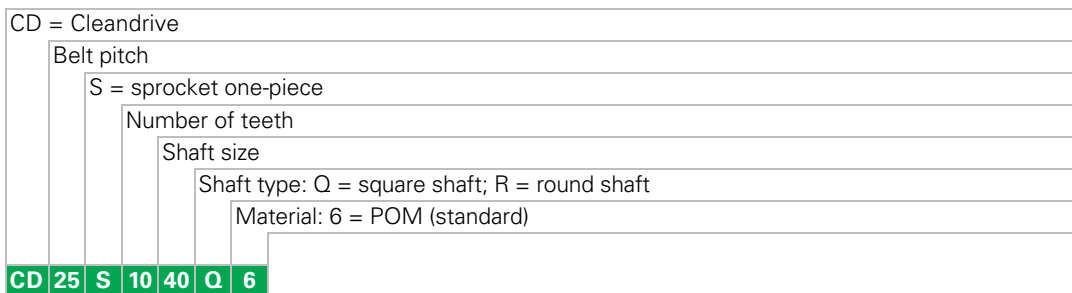 CD = Cleandrive
Belt pitch
S = sprocket one-piece
Number of teeth
Shaft size
Shaft type: Q = square shaft; R = round shaft
Material: 6 = POM (standard)
CD 25 S 10 40 Q 6